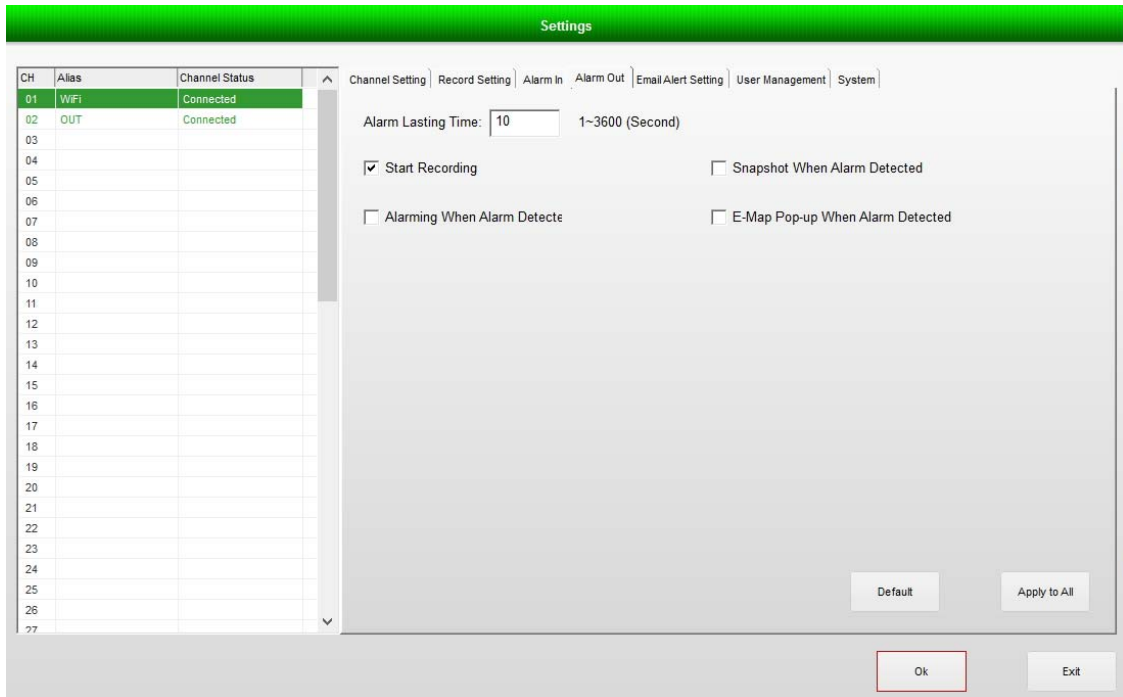 Settings
CH Alias Channel Status
Channel Setting Record Setting Alarm In Alarm Out Email Alert Setting User Management System
01 WiFi Connected
02 OUT Connected
03
04
05
06
07
08
09
10
11
12
13
14
15
16
17
18
19
20
21
22
23
24
25
26
27
Alarm Lasting Time: 10 1~3600 (Second)
Start Recording Snapshot When Alarm Detected
Alarming When Alarm Detecte E-Map Pop-up When Alarm Detected
Default Apply to All
Ok Exit